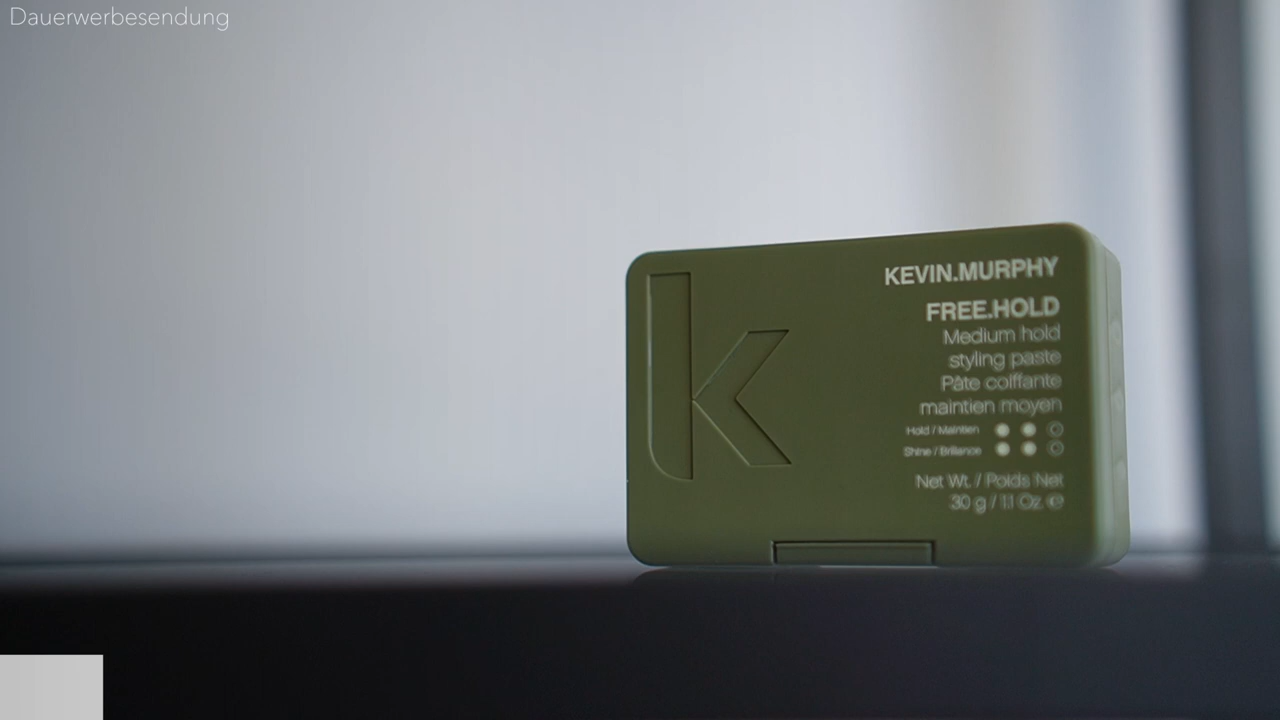 Dauerwerbesendung
k
KEVIN.MURPHY
FREE.HOLD
Medium hold
styling paste
Pâte coiffante
maintien moyen
Hold / Maintien
Shine / Brillance
Net Wt. / Poids Net
30 g / 1.1 Oz. ℮